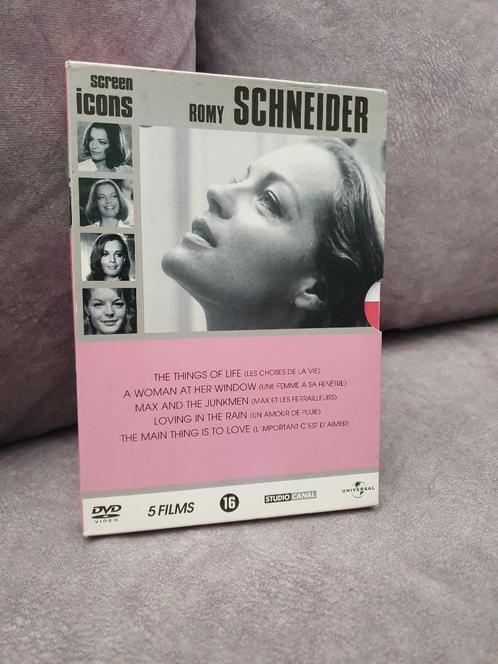 screen
icons
ROMY SCHNEIDER
THE THINGS OF LIFE (LES CHOSES DE LA VIE)
A WOMAN AT HER WINDOW (UNE FEMME À SA FENÊTRE)
MAX AND THE JUNKMEN (MAX ET LES FERRAILLEURS)
LOVING IN THE RAIN (UN AMOUR DE PLUIE)
THE MAIN THING IS TO LOVE (L'IMPORTANT C'EST D'AIMER)
DVD
VIDEO
5 FILMS
16
STUDIO CANAL
UNIVERSAL